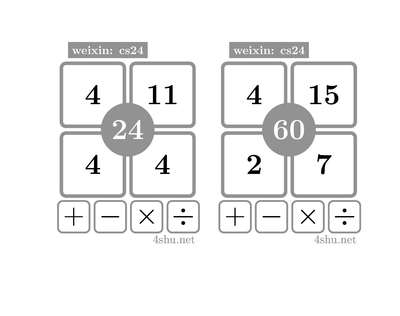 weixin: cs24
4 11
24
4 4
+ − × ÷
4shu.net
weixin: cs24
4 15
60
2 7
+ − × ÷
4shu.net